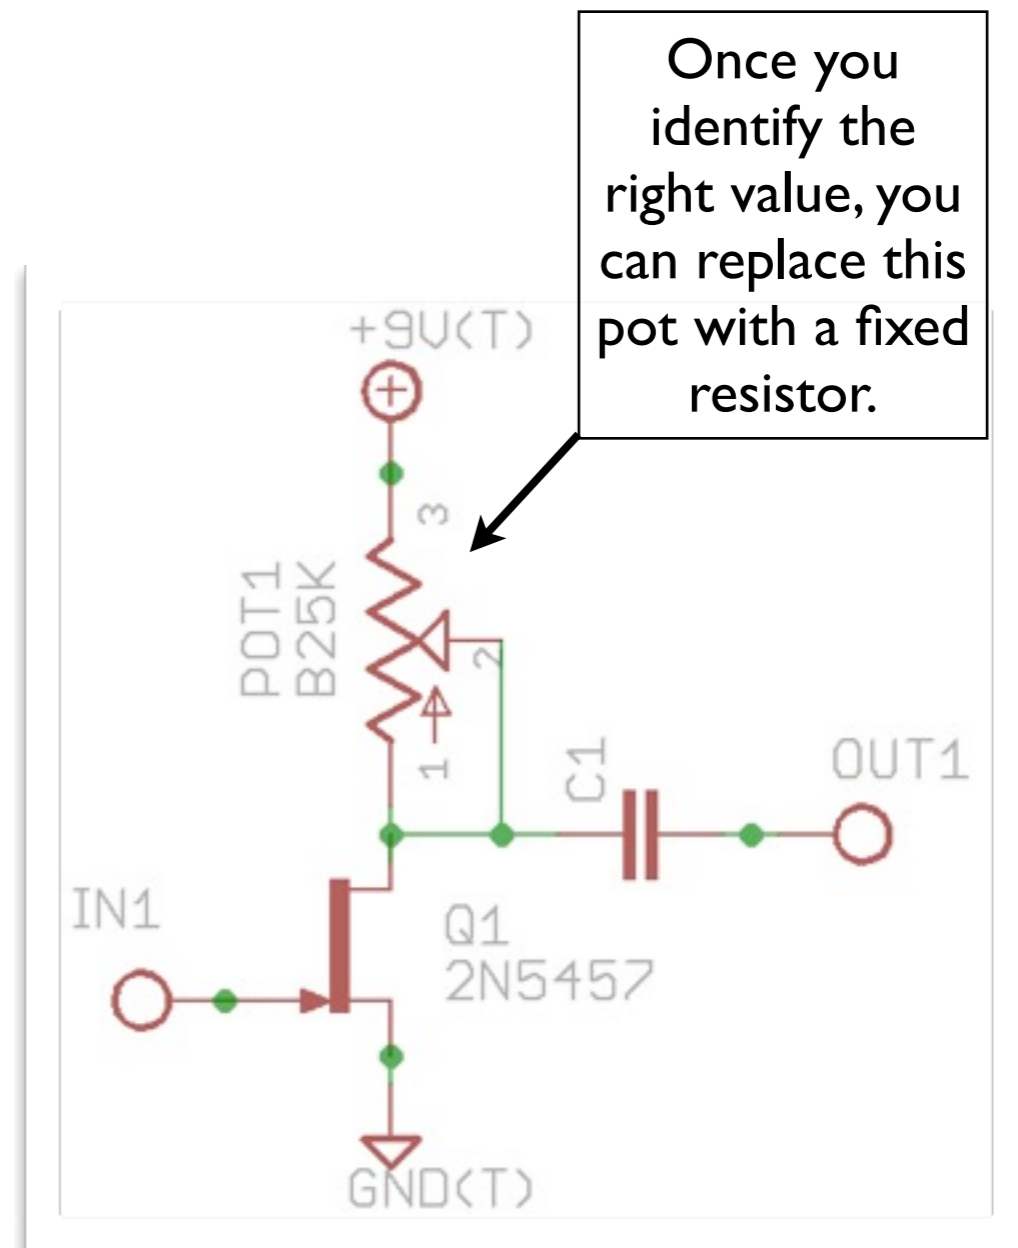 Once you
identify the
right value, you
can replace this
pot with a fixed
resistor.
+9V(T)
3
POT1
B25K
2
1
C1
OUT1
IN1
Q1
2N5457
GND(T)